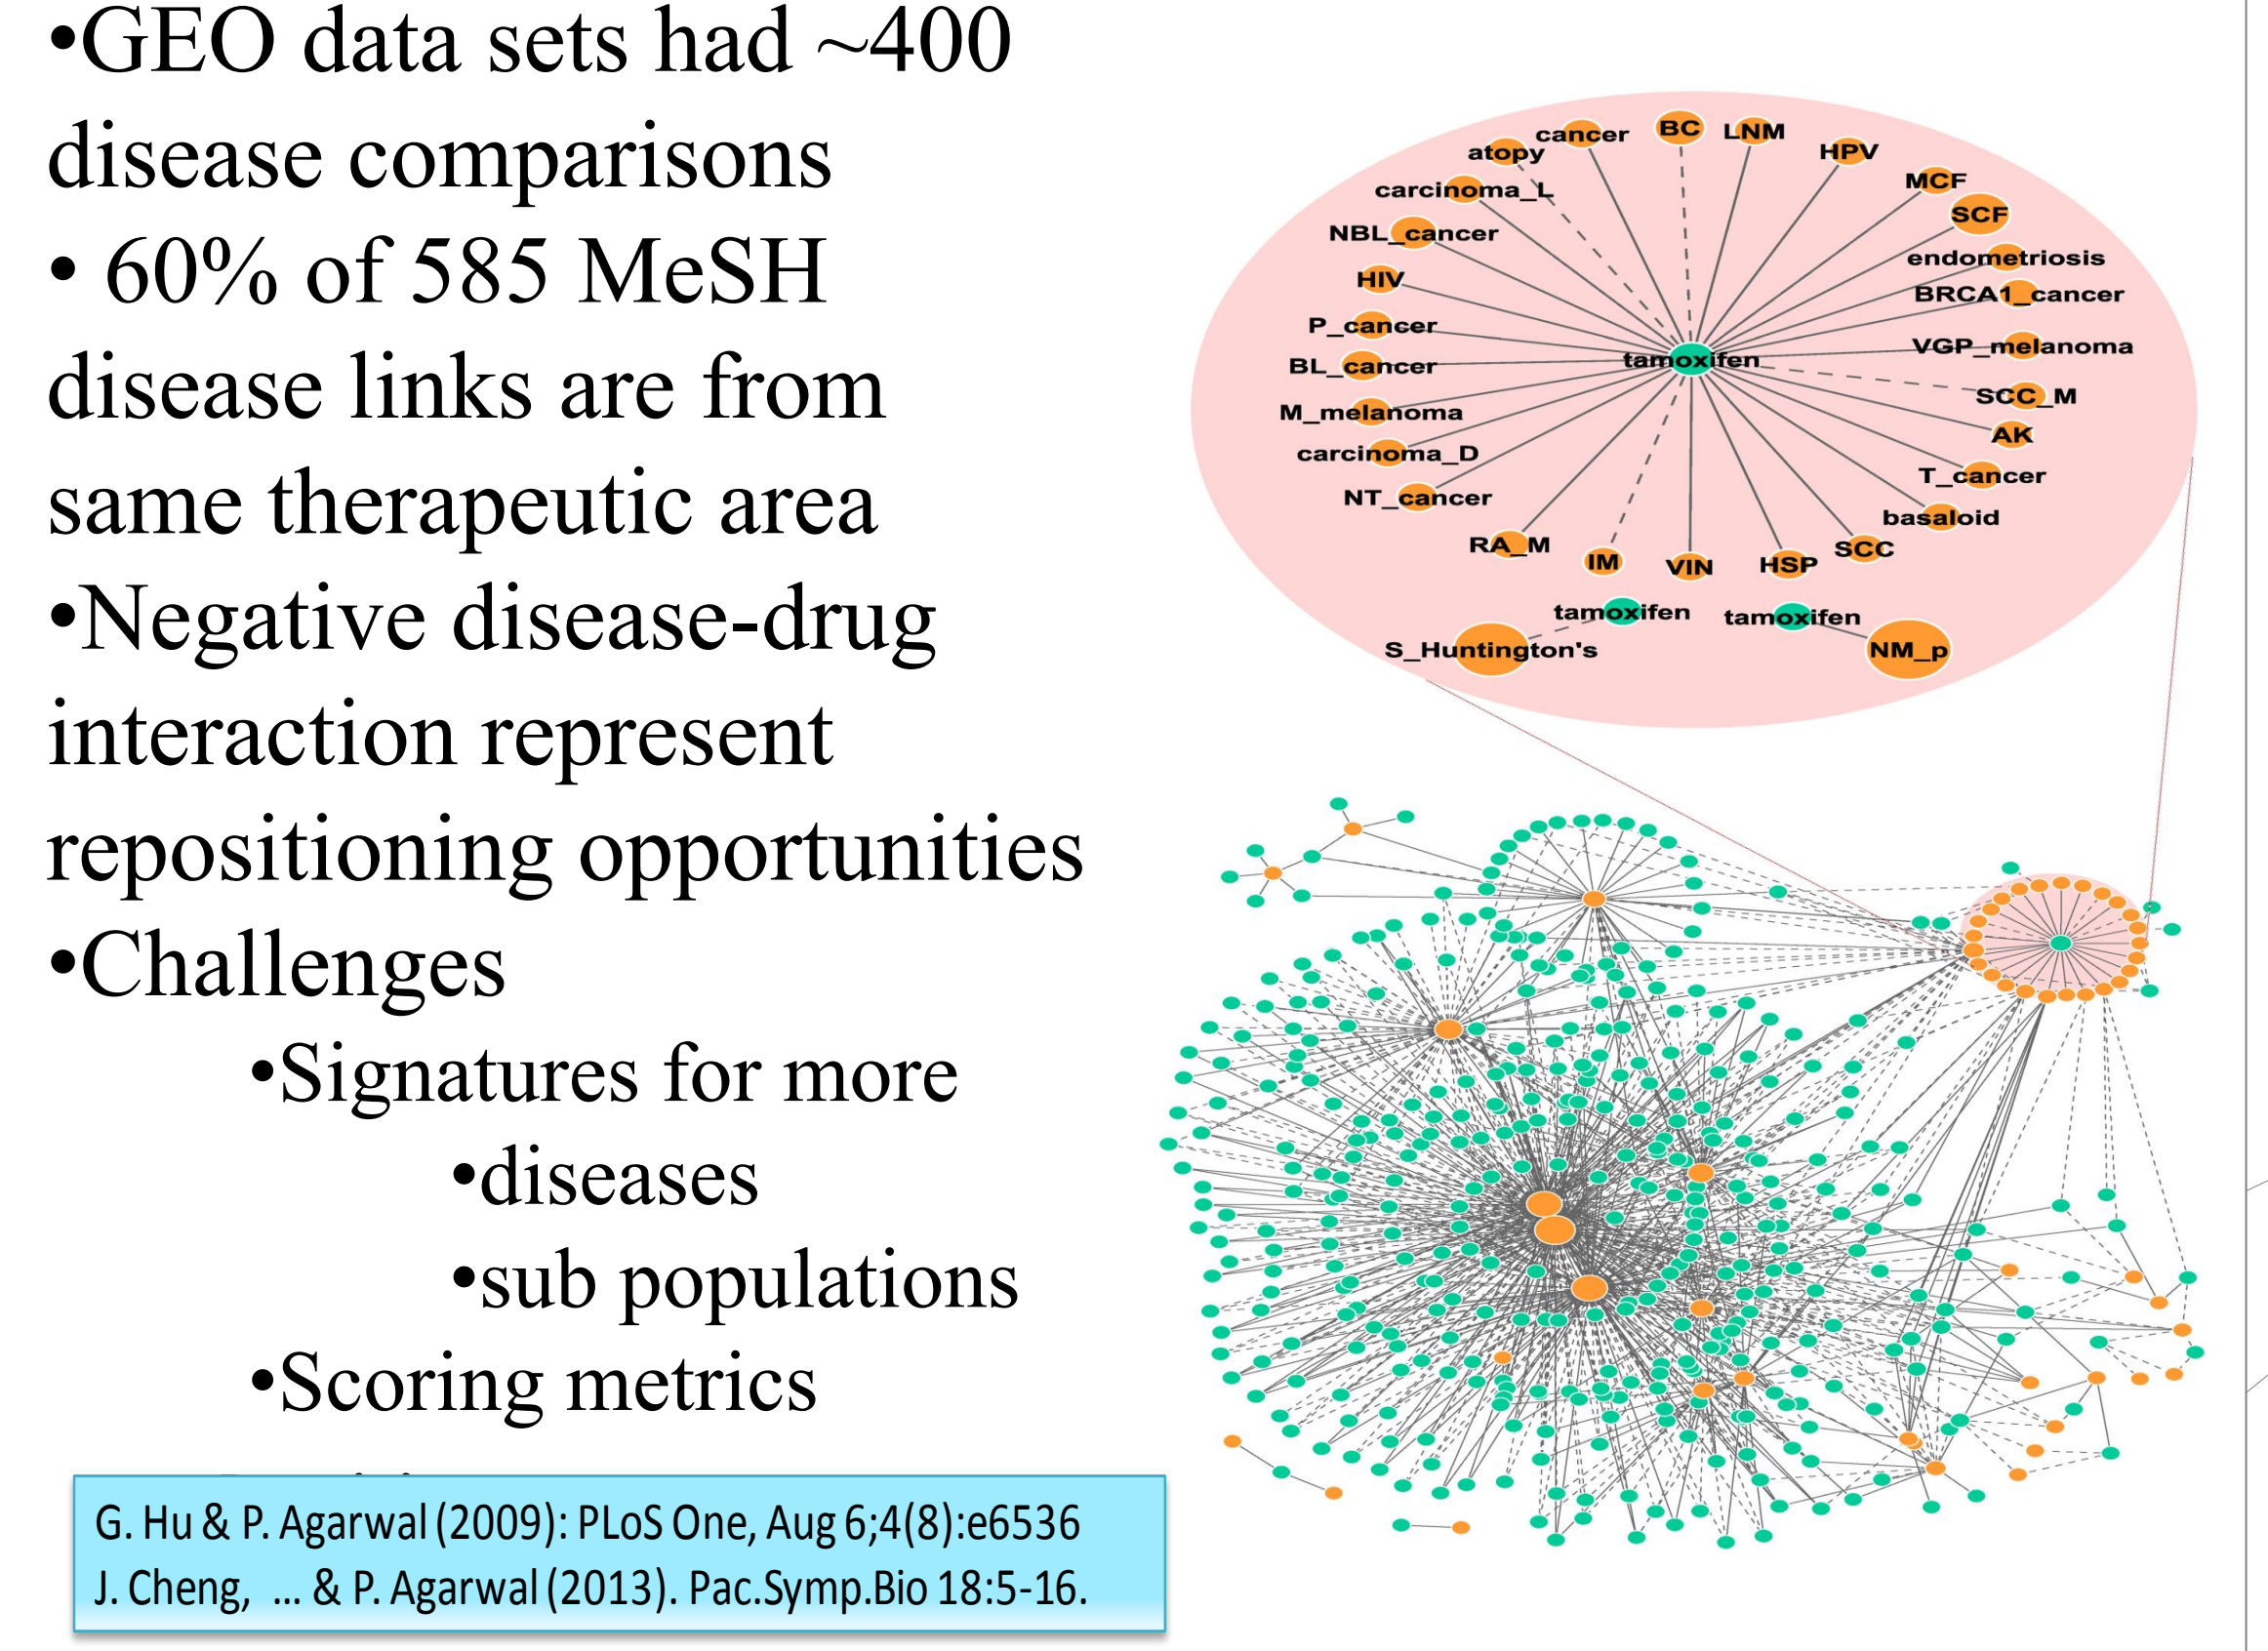 •GEO data sets had ~400
disease comparisons
• 60% of 585 MeSH
disease links are from
same therapeutic area
•Negative disease-drug
interaction represent
repositioning opportunities
•Challenges
•Signatures for more
•diseases
•sub populations
•Scoring metrics
G. Hu & P. Agarwal (2009): PLoS One, Aug 6;4(8):e6536
J. Cheng, ... & P. Agarwal (2013). Pac.Symp.Bio 18:5-16.
BC
LNM
cancer
atopy
HPV
carcinoma_L
MCF
SCF
NBL_cancer
endometriosis
HIV
BRCA1_cancer
P_cancer
VGP_melanoma
tamoxifen
BL_cancer
SCC_M
M_melanoma
AK
carcinoma_D
T_cancer
NT_cancer
basaloid
RA_M
SCC
IM
VIN
HSP
tamoxifen
tamoxifen
S_Huntington's
NM_p